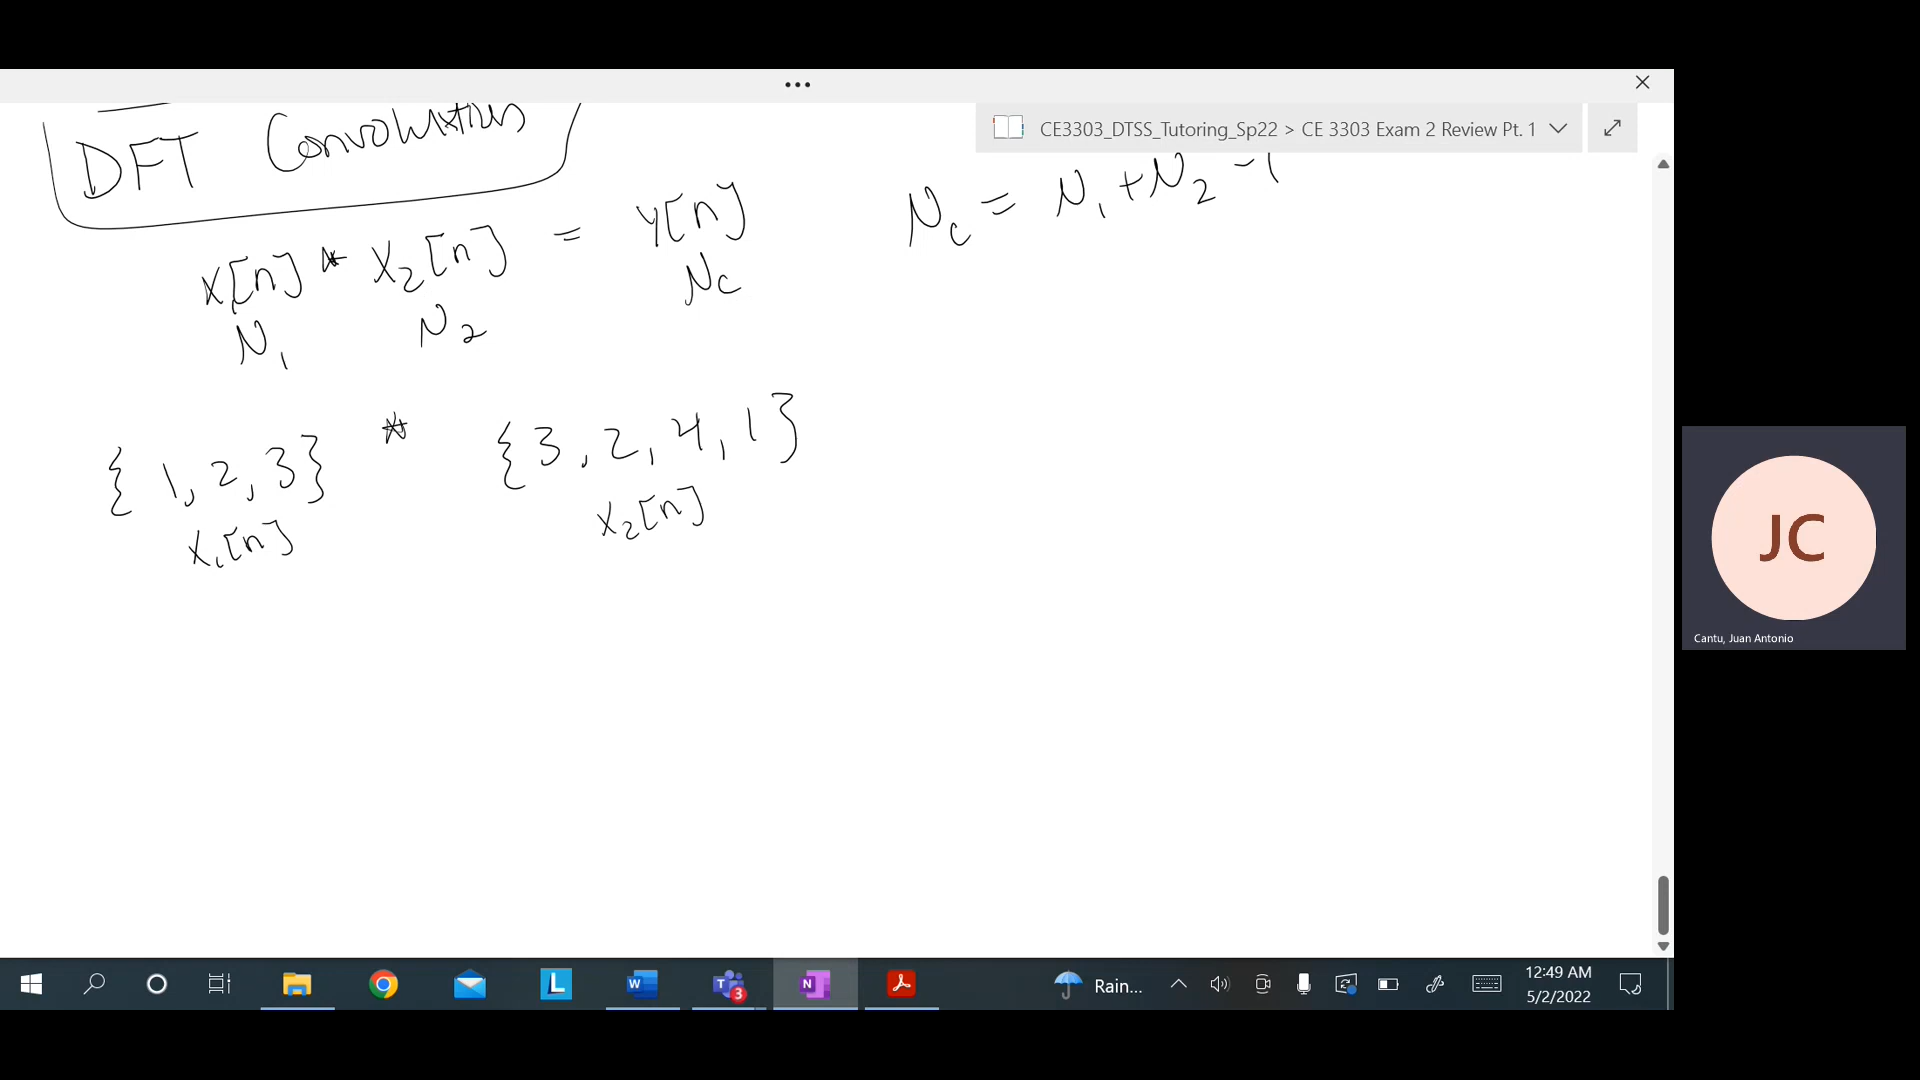 CE3303_DTSS_Tutoring_Sp22 > CE 3303 Exam 2 Review Pt. 1
DFT Convolution
x₁[n] * x₂[n] = y[n]
N₁ N₂ Nc
Nc = N₁ + N₂ - 1
{ 1, 2, 3 } * { 3, 2, 4, 1 }
x₁[n] x₂[n]
JC
Cantu, Juan Antonio
Rain...
12:49 AM
5/2/2022
3